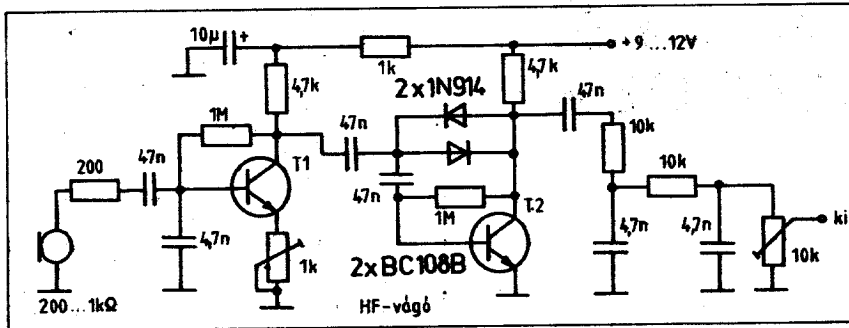 10µ +
1k
+9...12V
4,7k
4,7k
2x1N914
47n
1M
47n
10k
200
47n
T1
10k
47n
1M
T.2
4,7n
4,7n
4,7n
ki
1k
2xBC108B
10k
200...1kΩ
HF-vágó